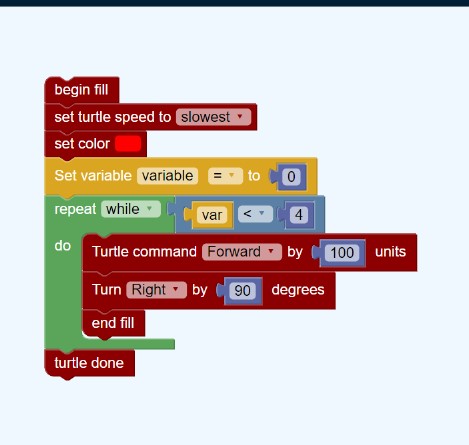 begin fill
set turtle speed to slowest
set color
Set variable variable = to 0
repeat while var < 4
do
Turtle command Forward by 100 units
Turn Right by 90 degrees
end fill
turtle done